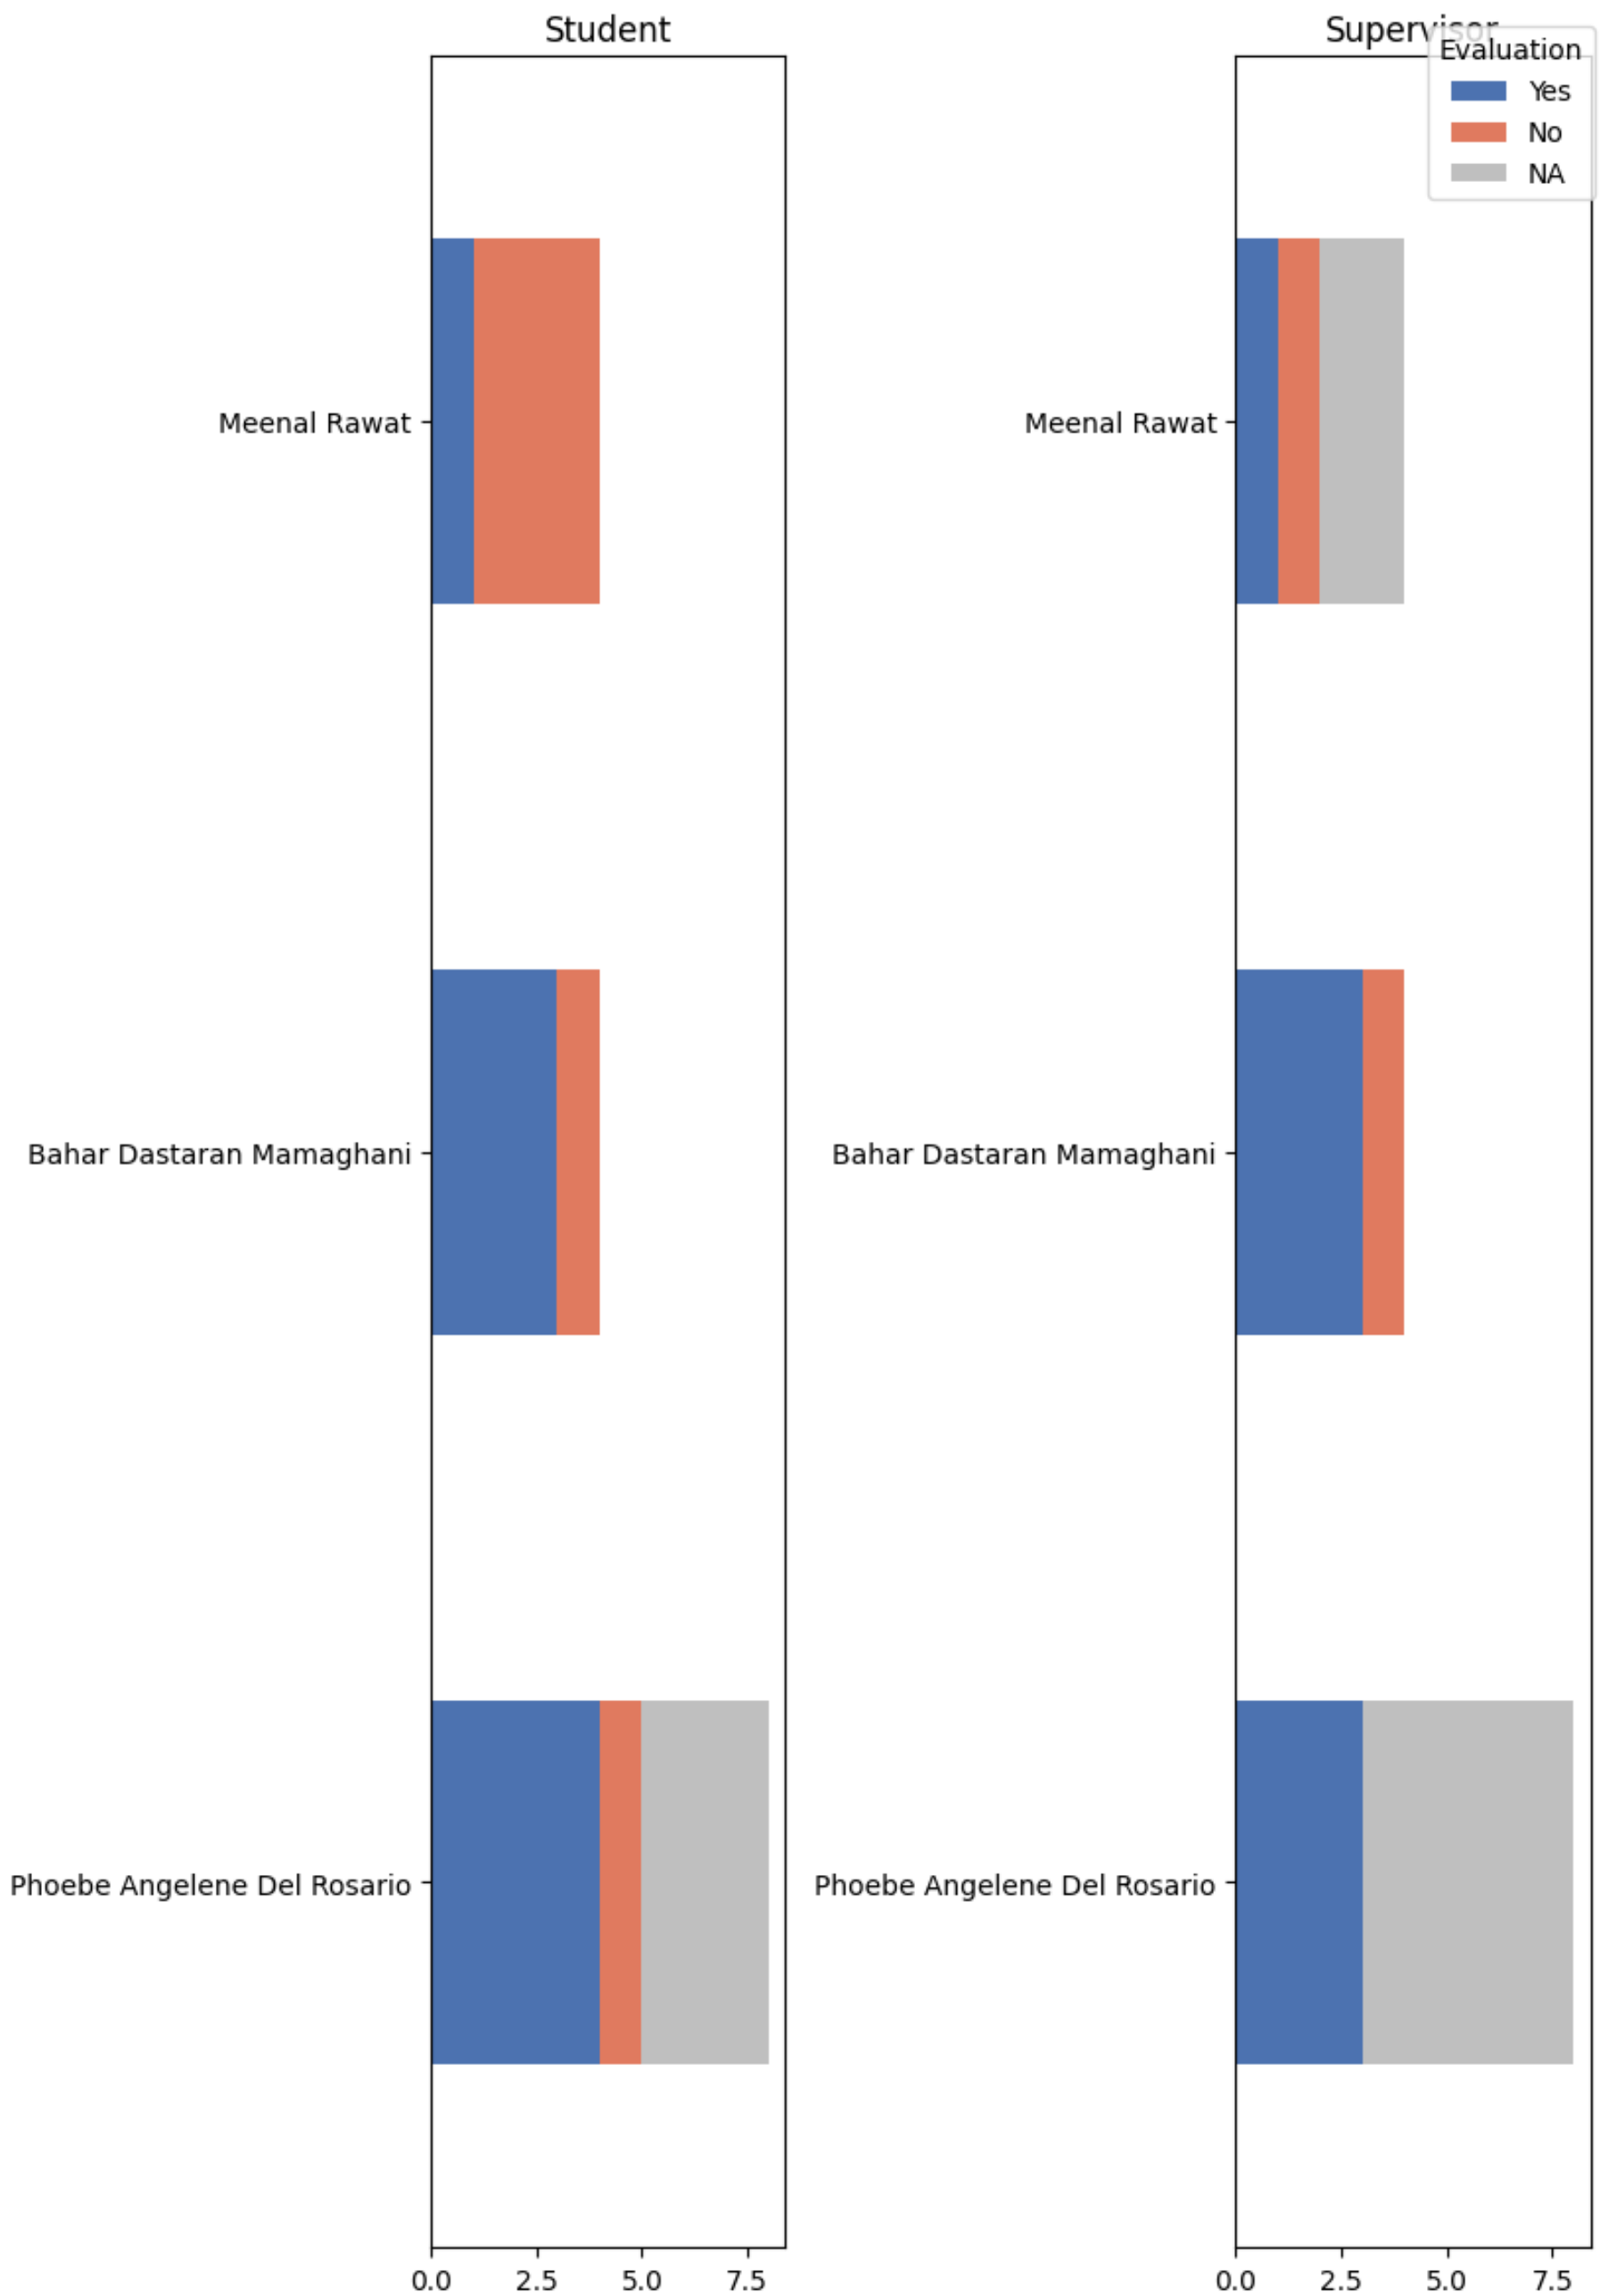 Student
Meenal Rawat
Bahar Dastaran Mamaghani
Phoebe Angelene Del Rosario
0.0 2.5 5.0 7.5
Supervisor
Evaluation
Yes
No
NA
Meenal Rawat
Bahar Dastaran Mamaghani
Phoebe Angelene Del Rosario
0.0 2.5 5.0 7.5